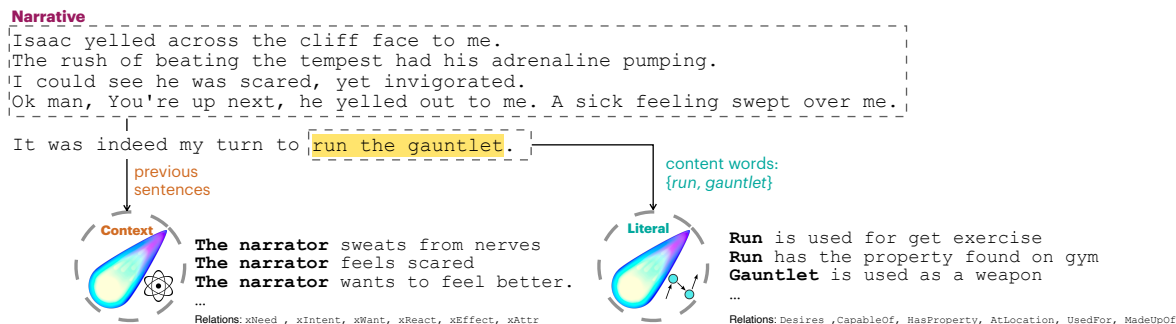 Narrative
Isaac yelled across the cliff face to me.
The rush of beating the tempest had his adrenaline pumping.
I could see he was scared, yet invigorated.
Ok man, You're up next, he yelled out to me. A sick feeling swept over me.
It was indeed my turn to run the gauntlet.
previous
sentences
content words:
{run, gauntlet}
Context
The narrator sweats from nerves
The narrator feels scared
The narrator wants to feel better.
...
Relations: xNeed , xIntent, xWant, xReact, xEffect, xAttr
Literal
Run is used for get exercise
Run has the property found on gym
Gauntlet is used as a weapon
...
Relations: Desires ,CapableOf, HasProperty, AtLocation, UsedFor, MadeUpOf